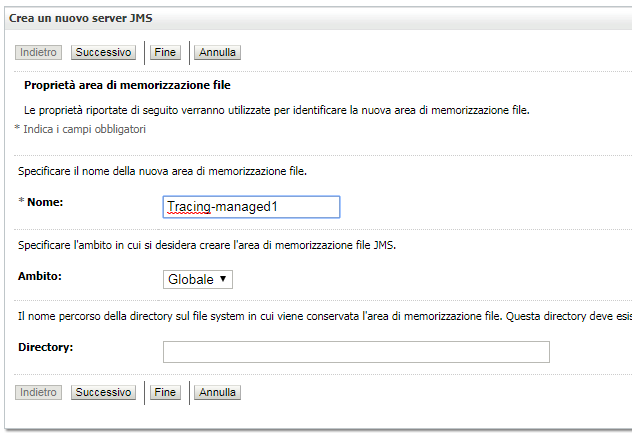 Crea un nuovo server JMS
Indietro Successivo Fine Annulla
Proprietà area di memorizzazione file
Le proprietà riportate di seguito verranno utilizzate per identificare la nuova area di memorizzazione file.
* Indica i campi obbligatori
Specificare il nome della nuova area di memorizzazione file.
* Nome: Tracing-managed1
Specificare l'ambito in cui si desidera creare l'area di memorizzazione file JMS.
Ambito: Globale ▼
Il nome percorso della directory sul file system in cui viene conservata l'area di memorizzazione file. Questa directory deve esis
Directory:
Indietro Successivo Fine Annulla